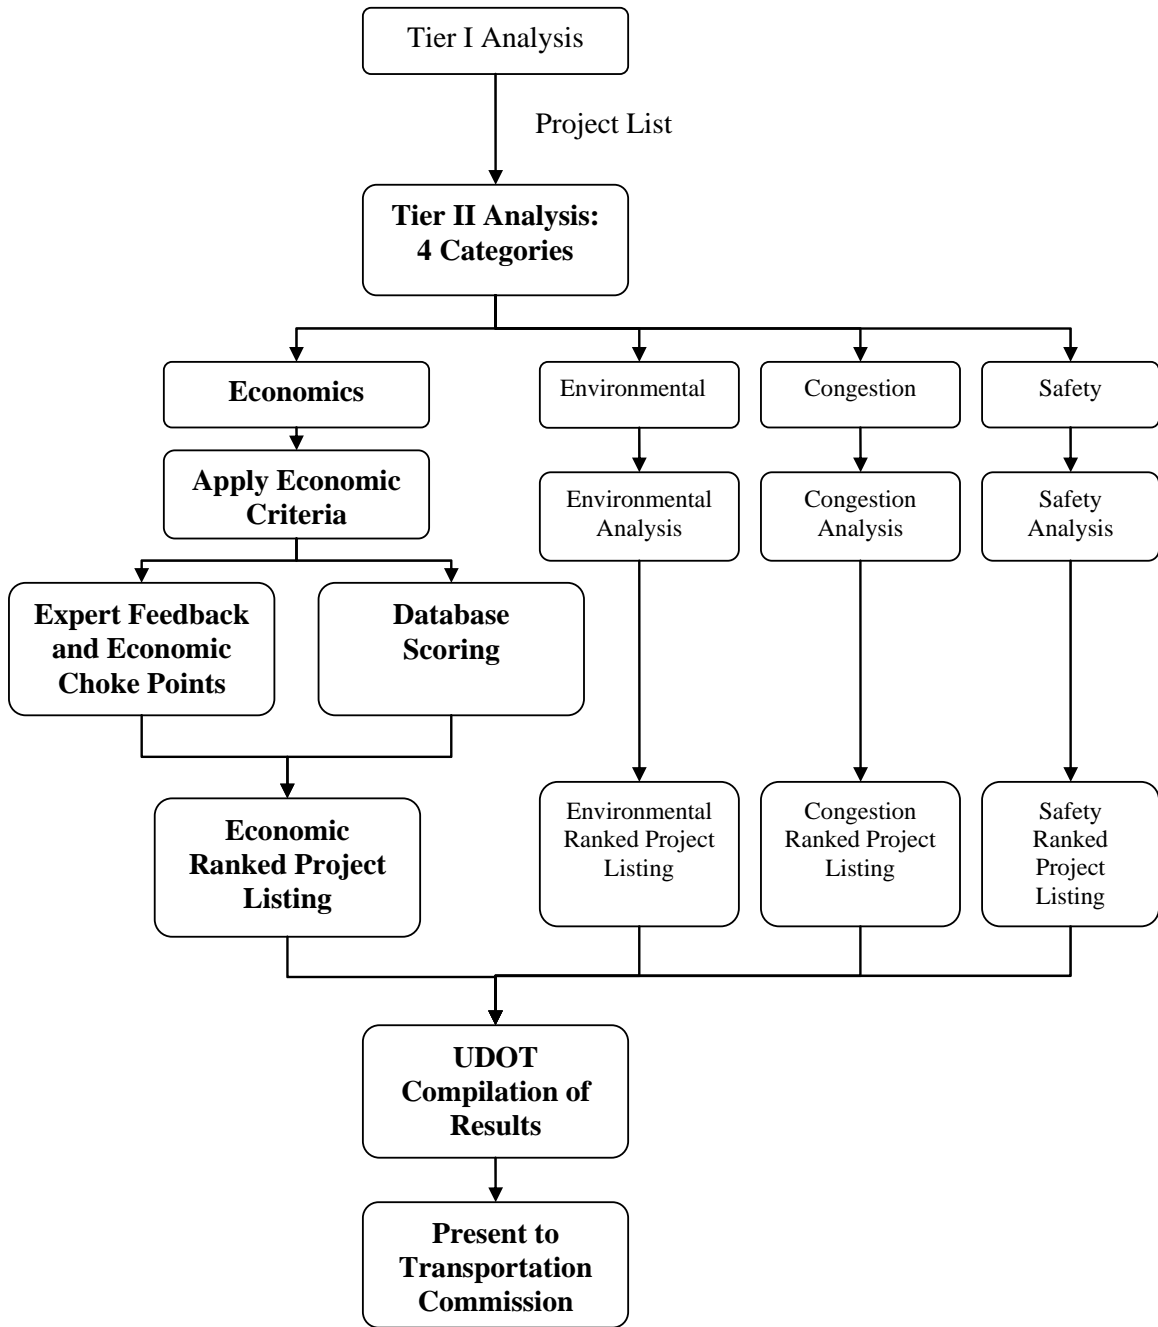 Tier I Analysis
Project List
Tier II Analysis:
4 Categories
Economics
Environmental
Congestion
Safety
Apply Economic
Criteria
Environmental
Analysis
Congestion
Analysis
Safety
Analysis
Expert Feedback
and Economic
Choke Points
Database
Scoring
Economic
Ranked Project
Listing
Environmental
Ranked Project
Listing
Congestion
Ranked Project
Listing
Safety
Ranked
Project
Listing
UDOT
Compilation of
Results
Present to
Transportation
Commission